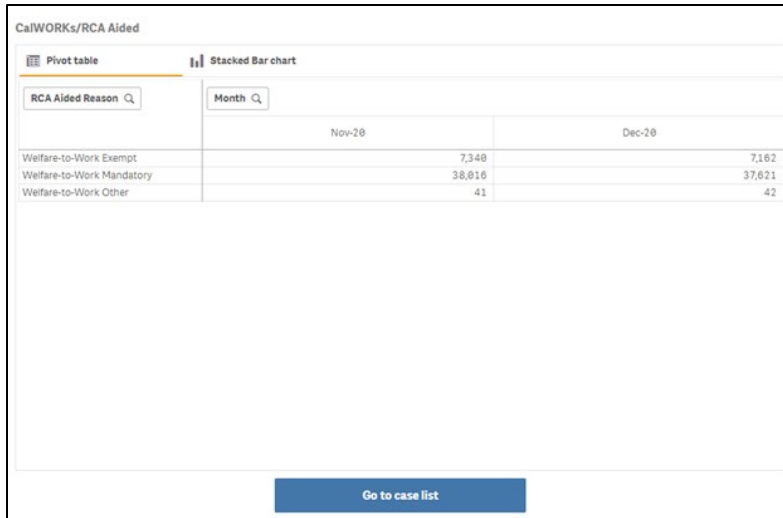 CalWORKs/RCA Aided
Pivot table Stacked Bar chart
RCA Aided Reason Month
Nov-20 Dec-20
Welfare-to-Work Exempt 7,340 7,162
Welfare-to-Work Mandatory 38,016 37,621
Welfare-to-Work Other 41 42
Go to case list